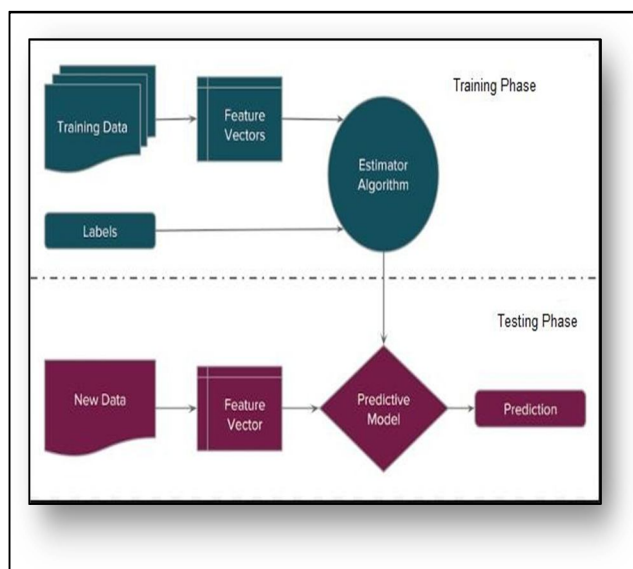 Training Phase
Training Data
Feature
Vectors
Estimator
Algorithm
Labels
Testing Phase
New Data
Feature
Vector
Predictive
Model
Prediction